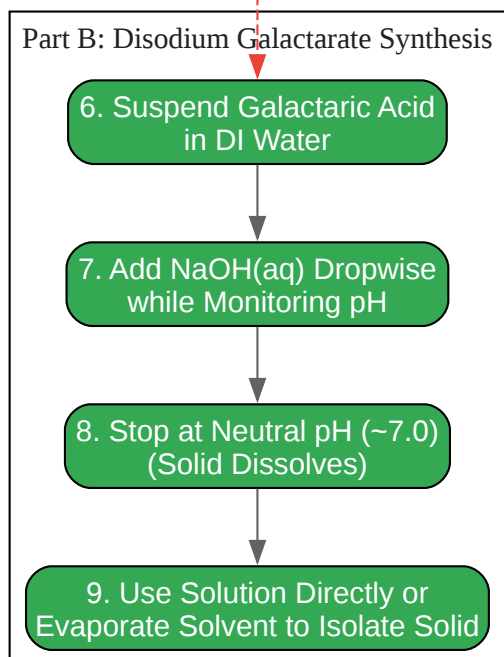 Part B: Disodium Galactarate Synthesis
6. Suspend Galactaric Acid
in DI Water
7. Add NaOH(aq) Dropwise
while Monitoring pH
8. Stop at Neutral pH (~7.0)
(Solid Dissolves)
9. Use Solution Directly or
Evaporate Solvent to Isolate Solid